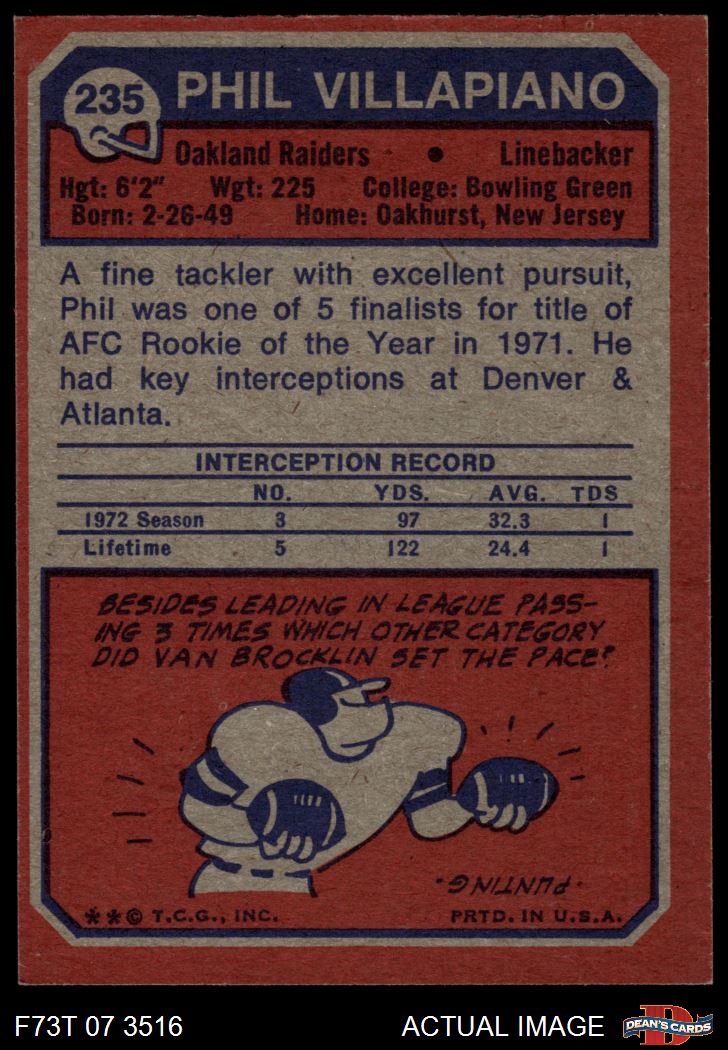 235 PHIL VILLAPIANO
Oakland Raiders • Linebacker
Hgt: 6'2" Wgt: 225 College: Bowling Green
Born: 2-26-49 Home: Oakhurst, New Jersey
A fine tackler with excellent pursuit,
Phil was one of 5 finalists for title of
AFC Rookie of the Year in 1971. He
had key interceptions at Denver &
Atlanta.
INTERCEPTION RECORD
NO. YDS. AVG. TDS
1972 Season 3 97 32.3 1
Lifetime 5 122 24.4 1
BESIDES LEADING IN LEAGUE PASS-
ING 3 TIMES WHICH OTHER CATEGORY
DID VAN BROCKLIN SET THE PACE?
·PUNTING·
**© T.C.G., INC. PRTD. IN U.S.A.
F73T 07 3516 ACTUAL IMAGE D DEAN'S CARDS